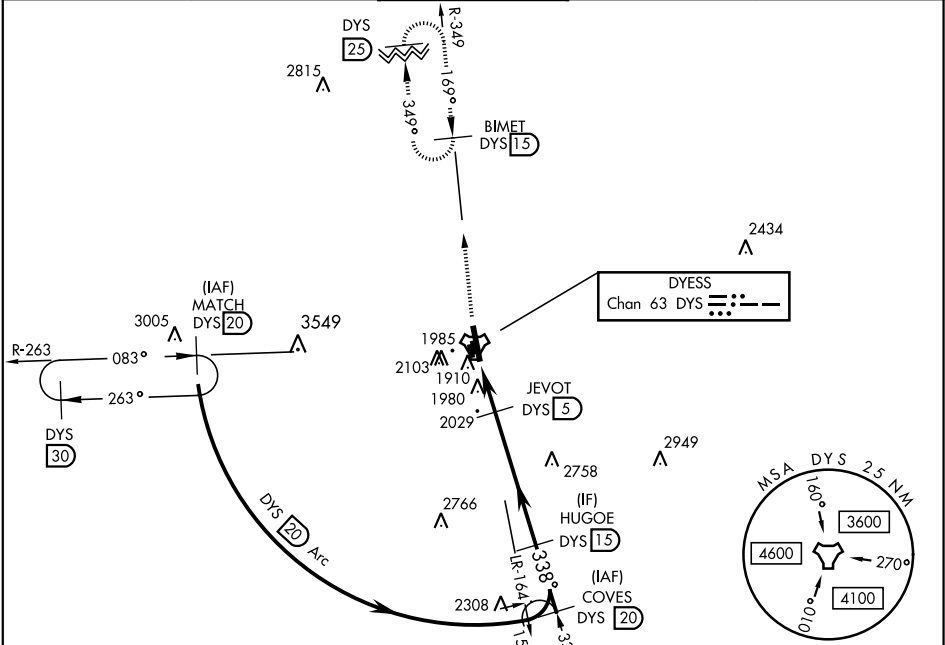 DYS
25
R-349
2815
169°
349°
BIMET
DYS 15
2434
DYESS
Chan 63 DYS
(IAF)
MATCH
DYS 20
3005
3549
R-263
083°
263°
DYS
30
1985
2103
1910
1980
2029
JEVOT
DYS 5
2758
2949
2766
(IF)
HUGOE
DYS 15
DYS 20 Arc
LR-164
338°
(IAF)
COVES
DYS 20
2308
MSA DYS 25 NM
160°
3600
4600
270°
4100
010°